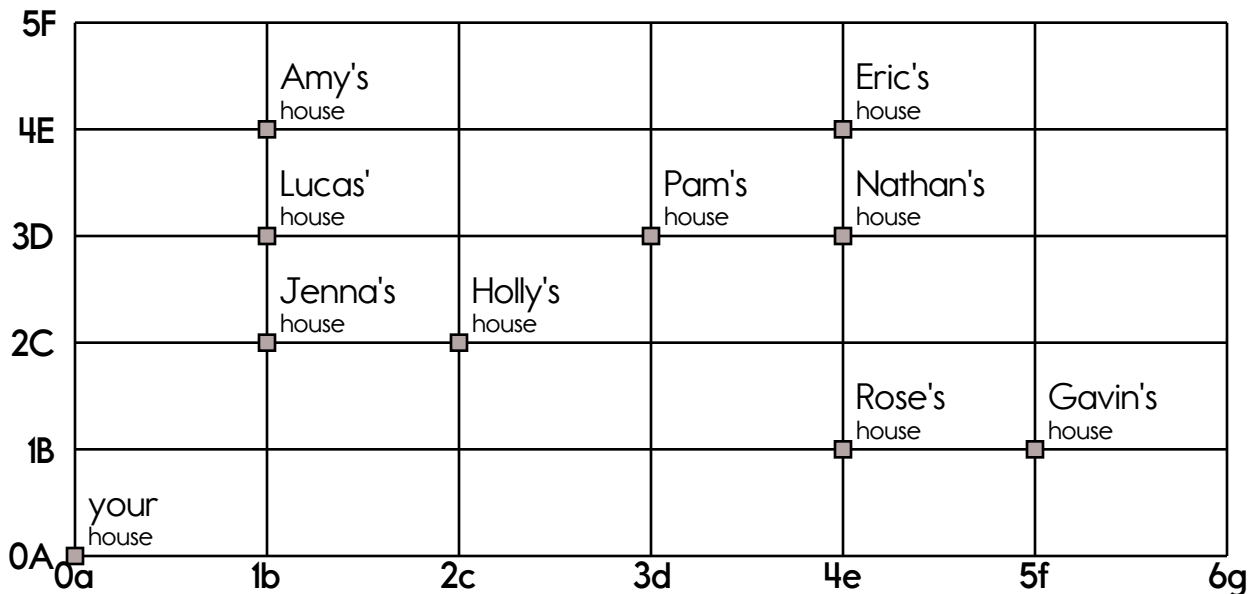 5F
Amy's
house
Eric's
house
4E
Lucas'
house
Pam's
house
Nathan's
house
3D
Jenna's
house
Holly's
house
2C
Rose's
house
Gavin's
house
1B
your
house
0A
0a 1b 2c 3d 4e 5f 6g